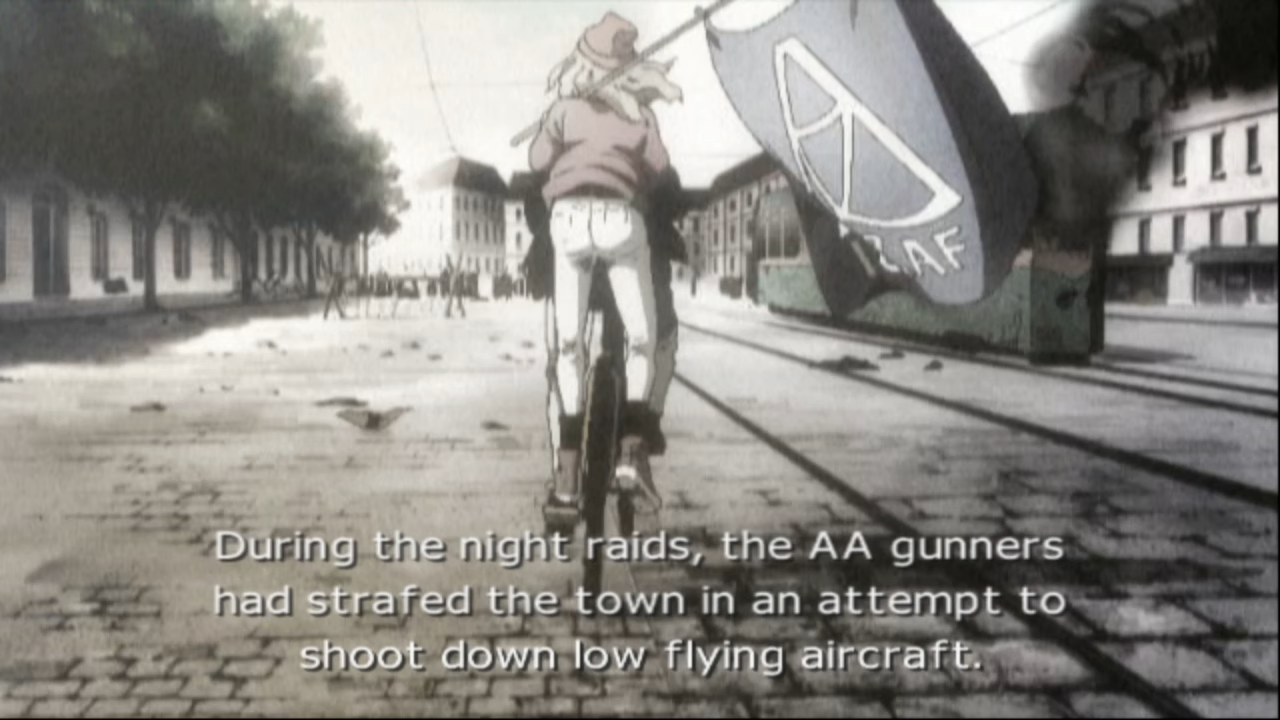 During the night raids, the AA gunners
had strafed the town in an attempt to
shoot down low flying aircraft.